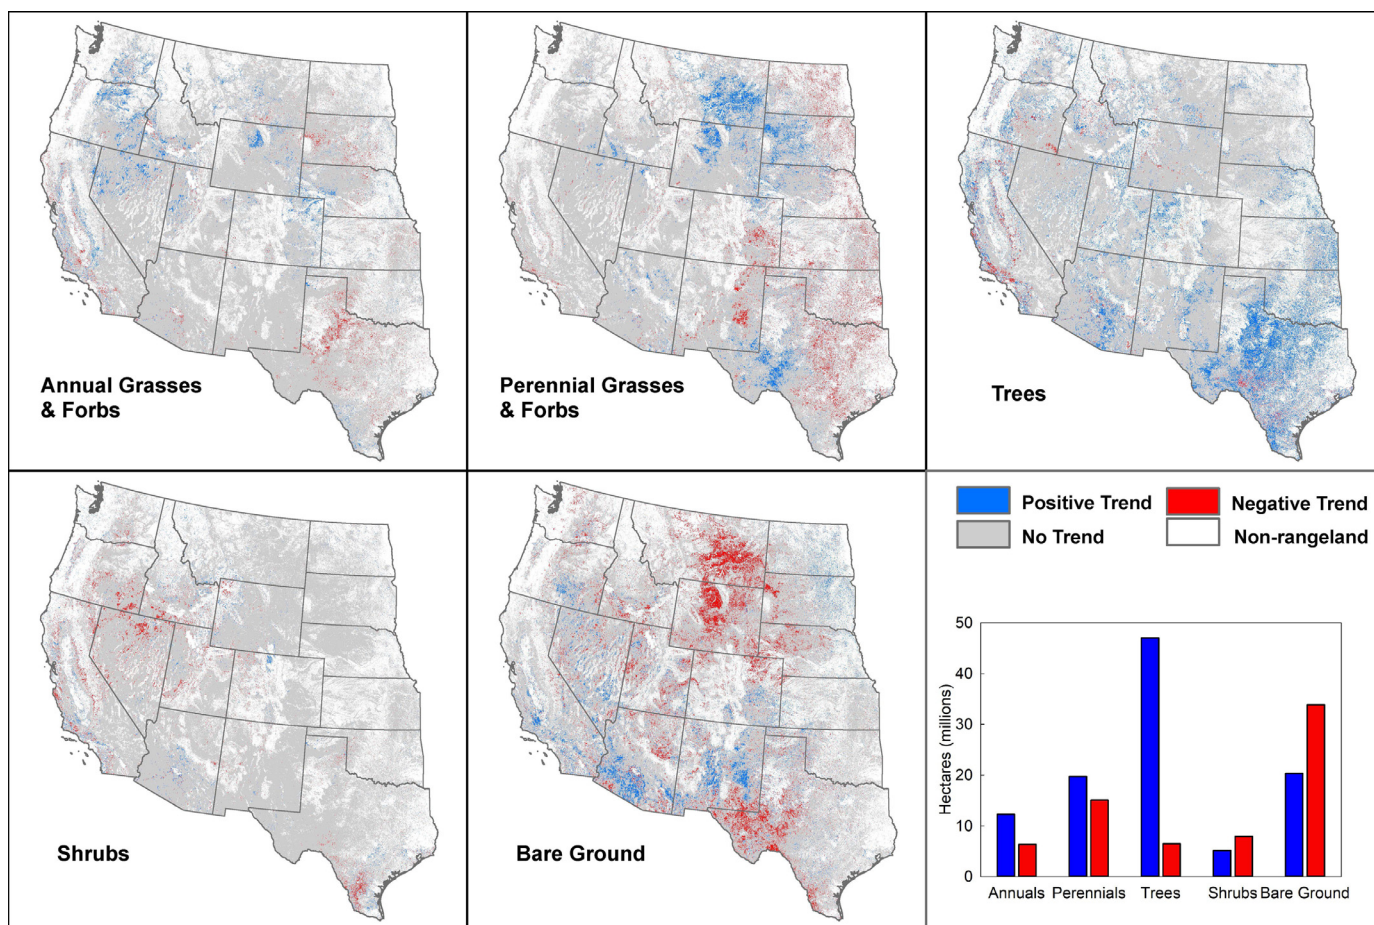 Annual Grasses
& Forbs
Perennial Grasses
& Forbs
Trees
Shrubs
Bare Ground
Positive Trend
Negative Trend
No Trend
Non-rangeland
Hectares (millions)
50
40
30
20
10
0
Annuals
Perennials
Trees
Shrubs
Bare Ground